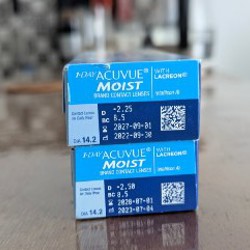 1-DAY ACUVUE®
MOIST
BRAND CONTACT LENSES
WITH
LACREON®
D -2.25
BC 8.5
2027-09-01
2022-09-30
DIA 14.2
1-DAY ACUVUE®
MOIST
BRAND CONTACT LENSES
WITH
LACREON®
D -2.50
BC 8.5
2028-07-01
2023-07-04
DIA 14.2